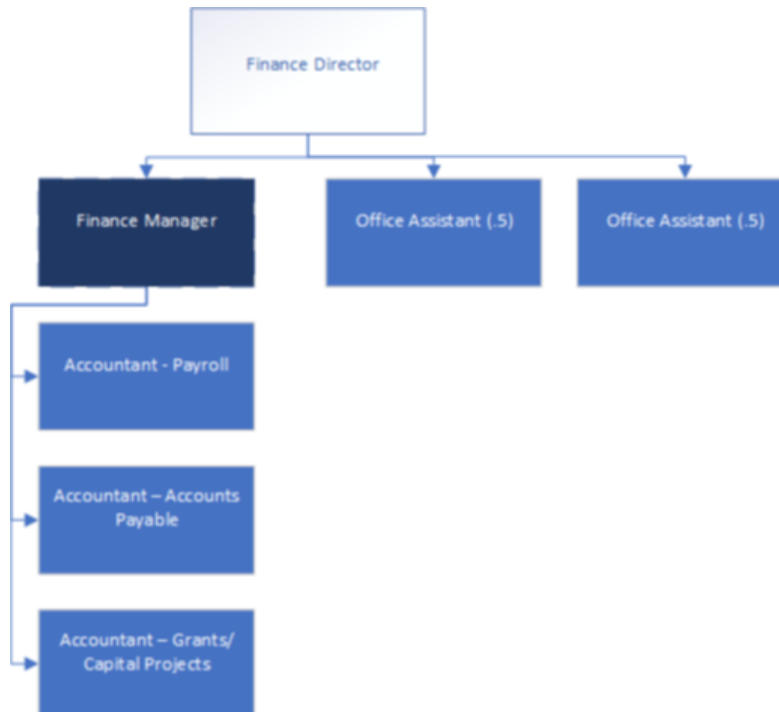 Finance Director
Finance Manager
Office Assistant (.5)
Office Assistant (.5)
Accountant - Payroll
Accountant – Accounts
Payable
Accountant – Grants/
Capital Projects